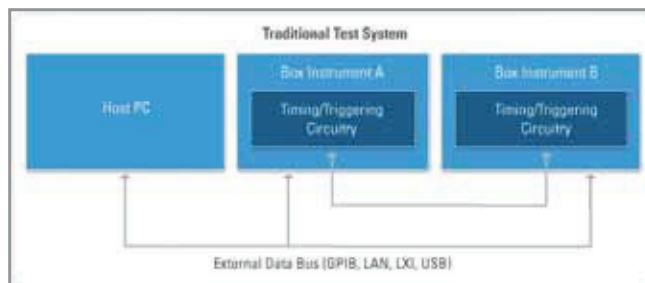 Traditional Test System
Host PC
Box Instrument A
Timing/Triggering
Circuitry
Box Instrument B
Timing/Triggering
Circuitry
External Data Bus (GPIB, LAN, LXI, USB)